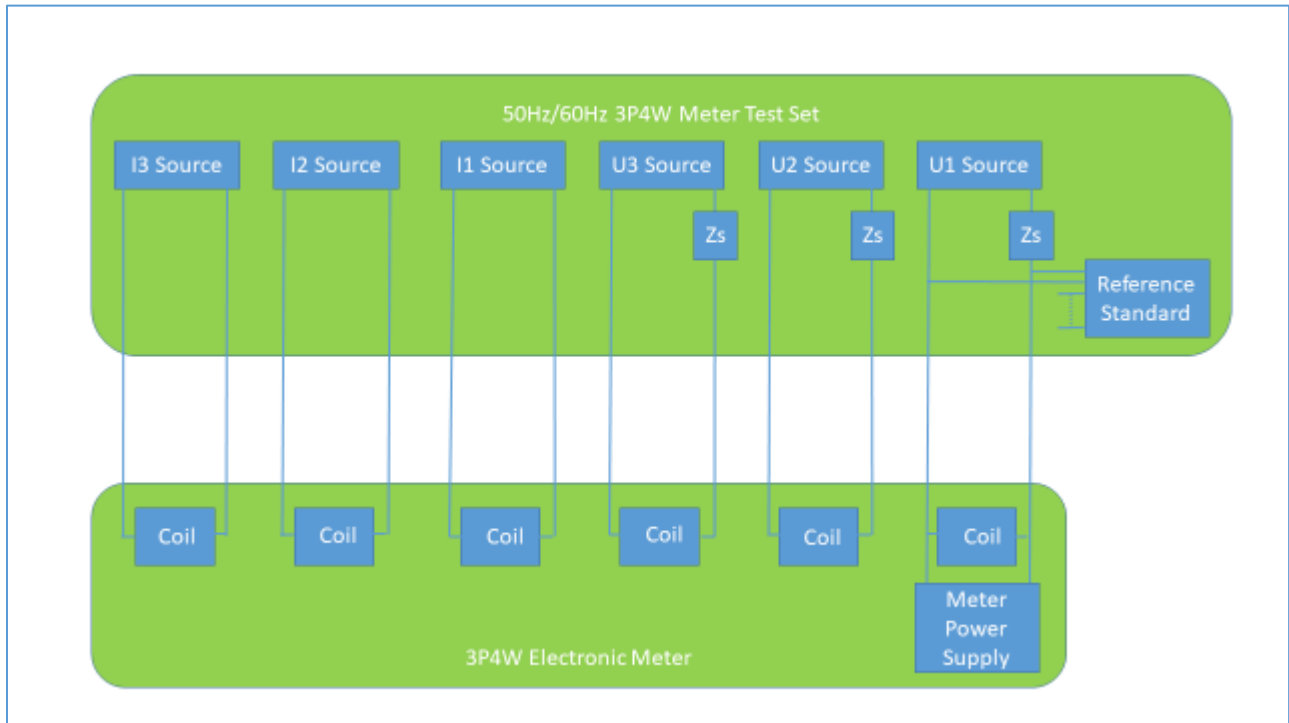 50Hz/60Hz 3P4W Meter Test Set
I3 Source
I2 Source
I1 Source
U3 Source
U2 Source
U1 Source
Zs
Zs
Zs
Reference
Standard
Coil
Coil
Coil
Coil
Coil
Coil
Meter
Power
Supply
3P4W Electronic Meter